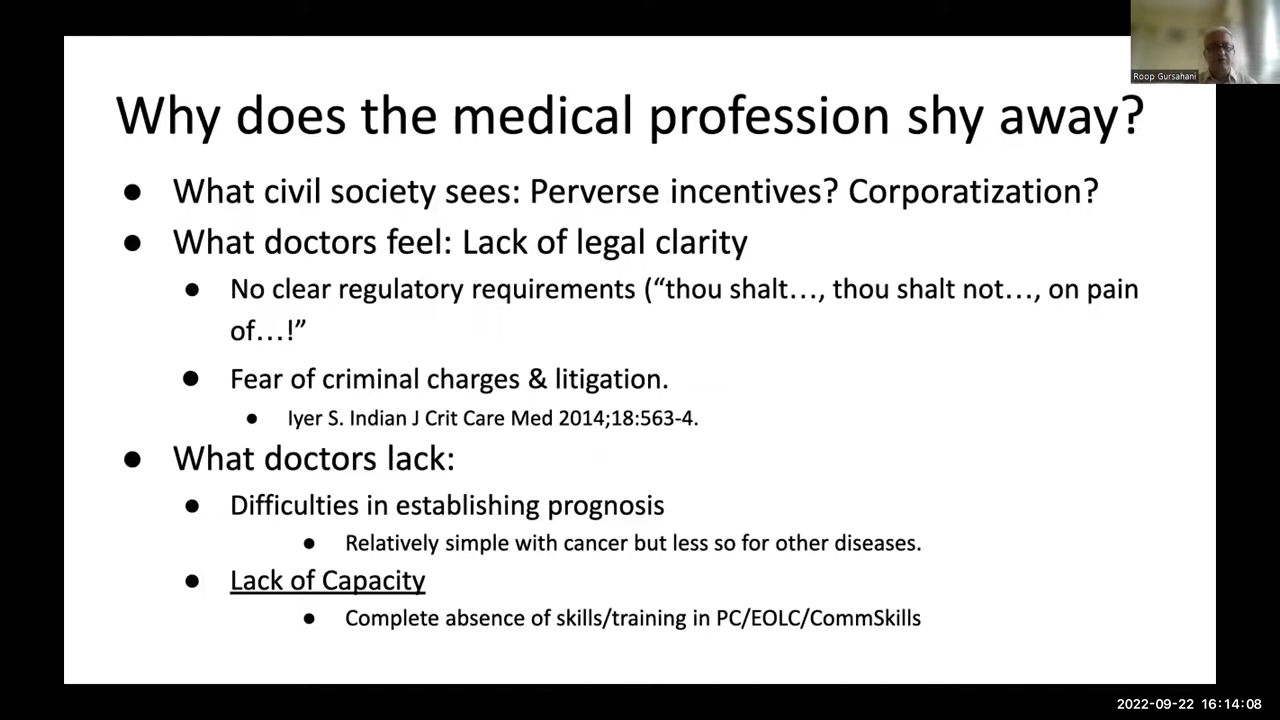 Roop Gursahani
Why does the medical profession shy away?
● What civil society sees: Perverse incentives? Corporatization?
● What doctors feel: Lack of legal clarity
● No clear regulatory requirements (“thou shalt…, thou shalt not…, on pain
of…!”
● Fear of criminal charges & litigation.
● Iyer S. Indian J Crit Care Med 2014;18:563-4.
● What doctors lack:
● Difficulties in establishing prognosis
● Relatively simple with cancer but less so for other diseases.
● Lack of Capacity
● Complete absence of skills/training in PC/EOLC/CommSkills
2022-09-22 16:14:08